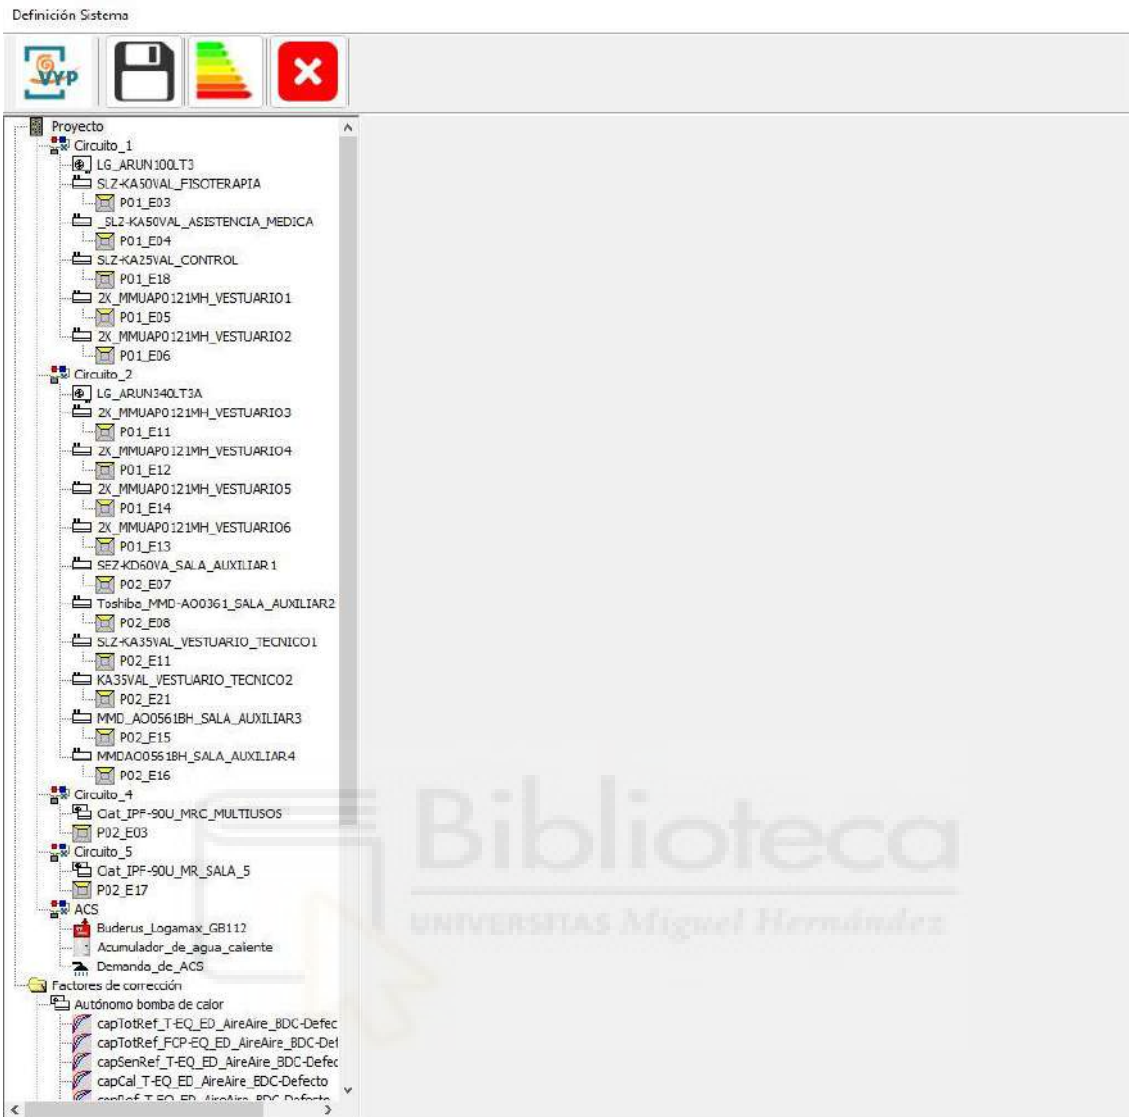 Definición Sistema
VYP
Proyecto
Circuito_1
LG_ARUN100LT3
SLZ-KA50VAL_FISOTERAPIA
P01_E03
_SLZ-KA50VAL_ASISTENCIA_MEDICA
P01_E04
SLZ-KA25VAL_CONTROL
P01_E18
2X_MMUAP0121MH_VESTUARIO1
P01_E05
2X_MMUAP0121MH_VESTUARIO2
P01_E06
Circuito_2
LG_ARUN340LT3A
2X_MMUAP0121MH_VESTUARIO3
P01_E11
2X_MMUAP0121MH_VESTUARIO4
P01_E12
2X_MMUAP0121MH_VESTUARIO5
P01_E14
2X_MMUAP0121MH_VESTUARIO6
P01_E13
SEZ-KD60VA_SALA_AUXILIAR1
P02_E07
Toshiba_MMD-AO0361_SALA_AUXILIAR2
P02_E08
SLZ-KA35VAL_VESTUARIO_TECNICO1
P02_E11
KA35VAL_VESTUARIO_TECNICO2
P02_E21
MMD_AO0561BH_SALA_AUXILIAR3
P02_E15
MMDAO0561BH_SALA_AUXILIAR4
P02_E16
Circuito_4
Ciat_IPF-90U_MRC_MULTIUSOS
P02_E03
Circuito_5
Ciat_IPF-90U_MR_SALA_5
P02_E17
ACS
Buderus_Logamax_GB112
Acumulador_de_agua_caliente
Demanda_de_ACS
Factores de corrección
Autónomo bomba de calor
capTotRef_T-EQ_ED_AireAire_BDC-Defec
capTotRef_FCP-EQ_ED_AireAire_BDC-Def
capSenRef_T-EQ_ED_AireAire_BDC-Defec
capCal_T-EQ_ED_AireAire_BDC-Defecto
Biblioteca
UNIVERSITAS Miguel Hernández